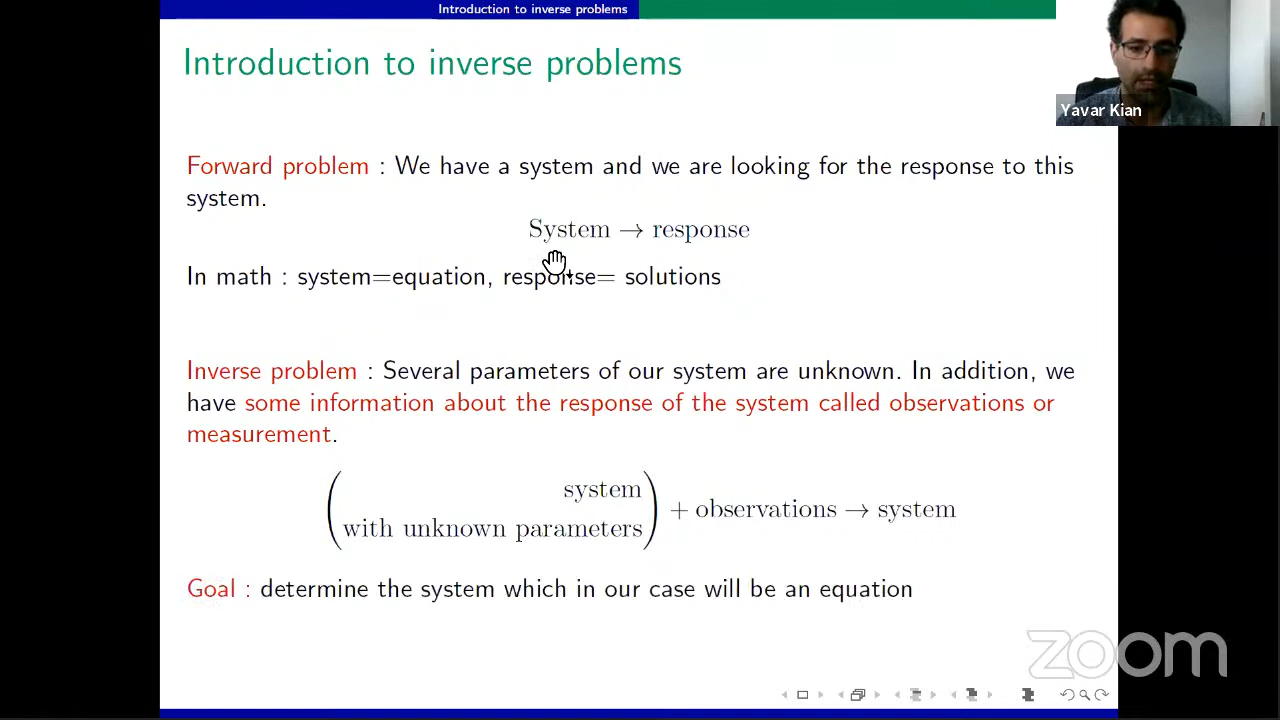 Introduction to inverse problems
Introduction to inverse problems
Yavar Kian
Forward problem : We have a system and we are looking for the response to this
system.
System → response
In math : system=equation, response= solutions
Inverse problem : Several parameters of our system are unknown. In addition, we
have some information about the response of the system called observations or
measurement.
system
with unknown parameters
+ observations → system
Goal : determine the system which in our case will be an equation
zoom